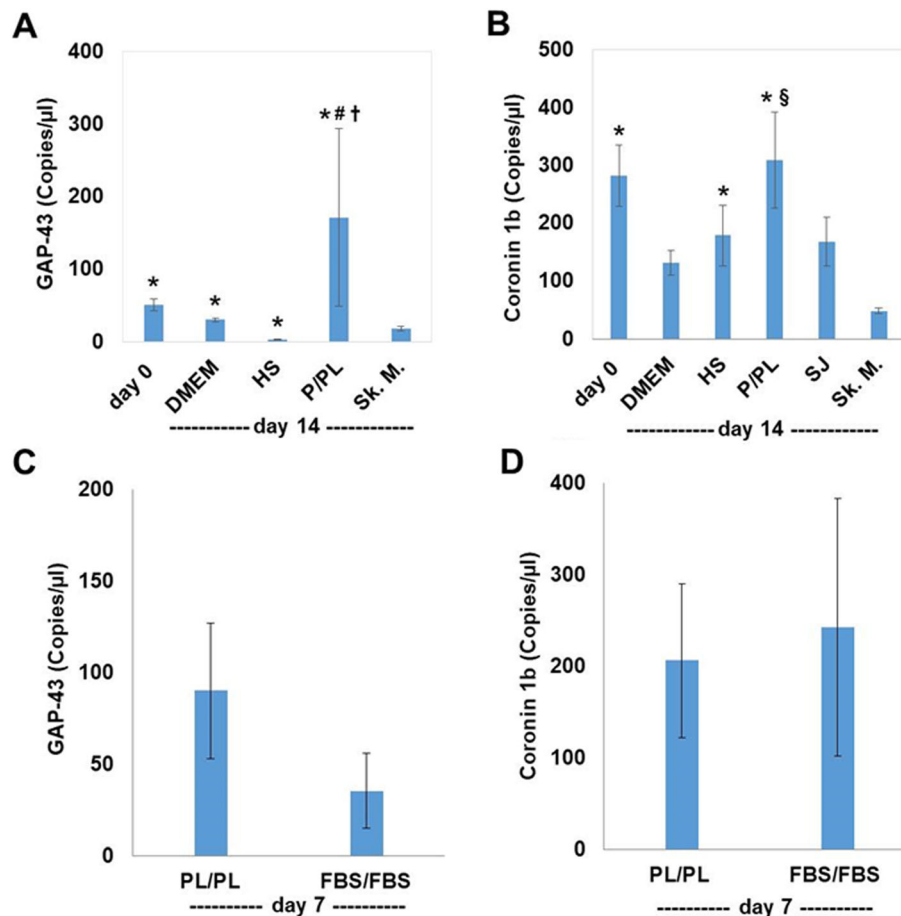 A
GAP-43 (Copies/µl)
400
300
200
100
0
* * * * # †
day 0 DMEM HS P/PL Sk. M.
----------- day 14 -----------
B
Coronin 1b (Copies/µl)
500
400
300
200
100
0
* * * §
day 0 DMEM HS P/PL SJ Sk. M.
----------- day 14 -----------
C
GAP-43 (Copies/µl)
200
150
100
50
0
PL/PL FBS/FBS
--------- day 7 ---------
D
Coronin 1b (Copies/µl)
400
300
200
100
0
PL/PL FBS/FBS
--------- day 7 ---------